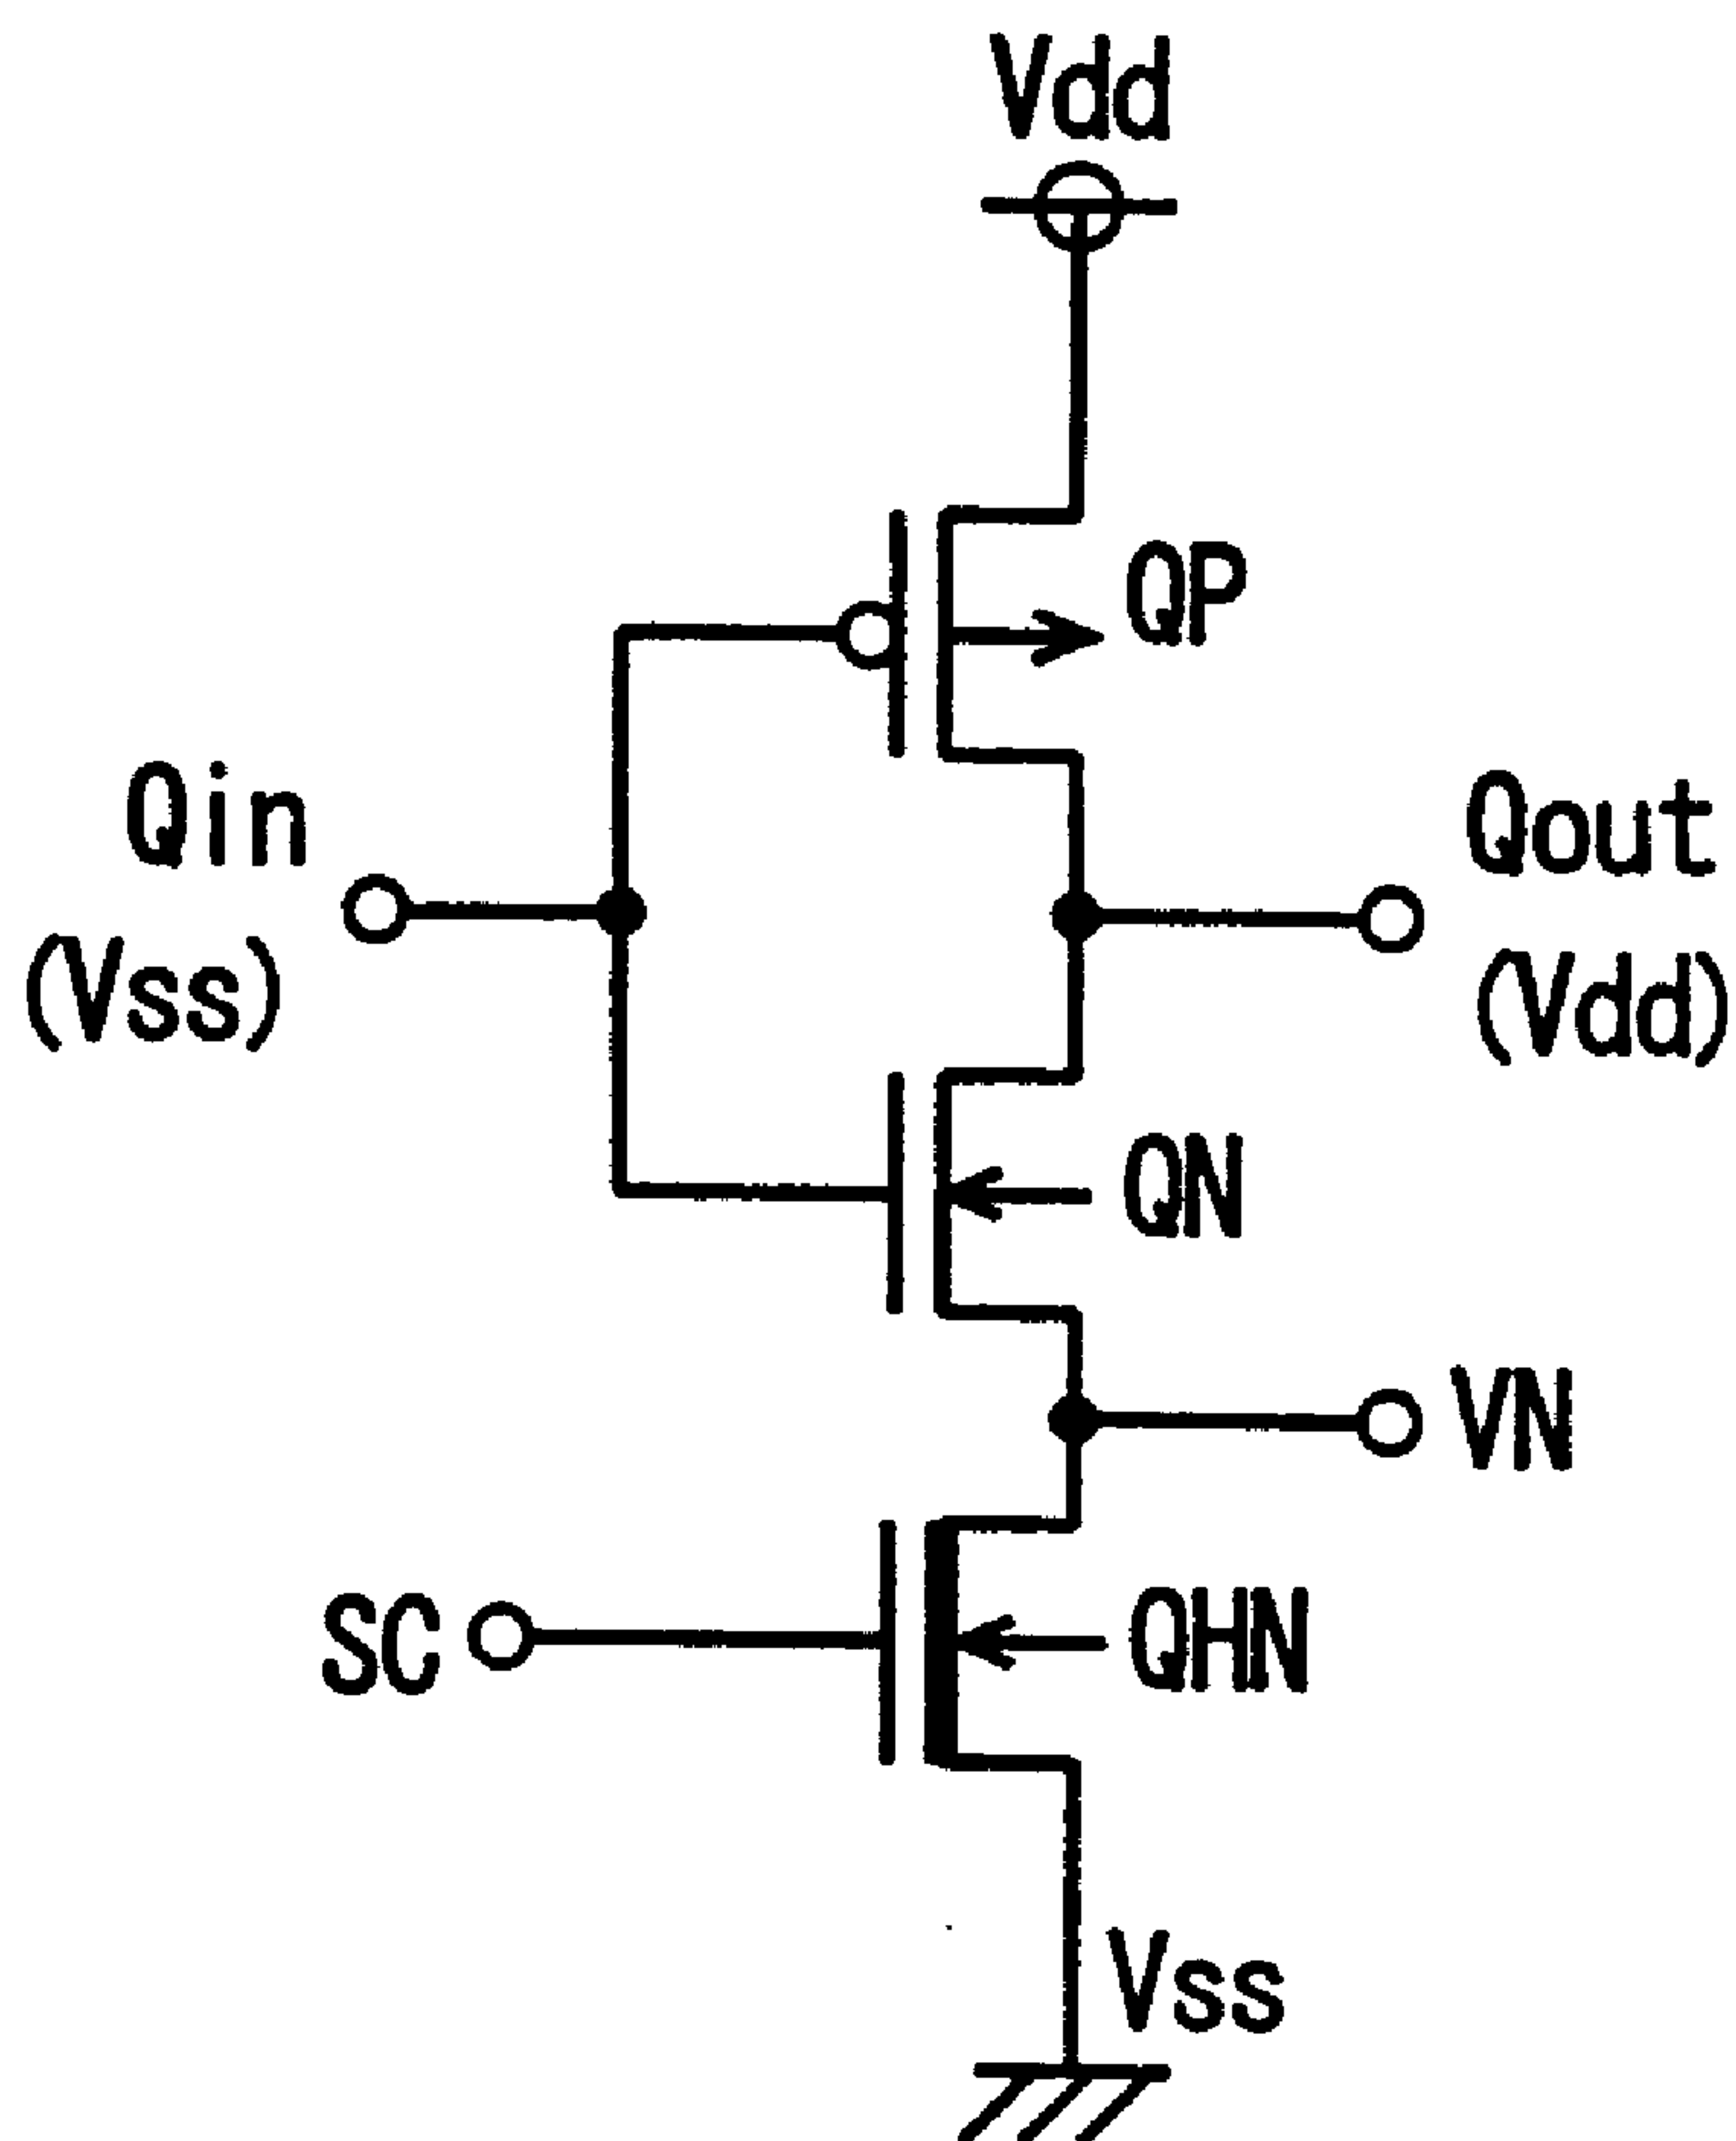 Vdd
QP
Qin
Qout
(Vss)
(Vdd)
QN
VN
SC
QHN
Vss